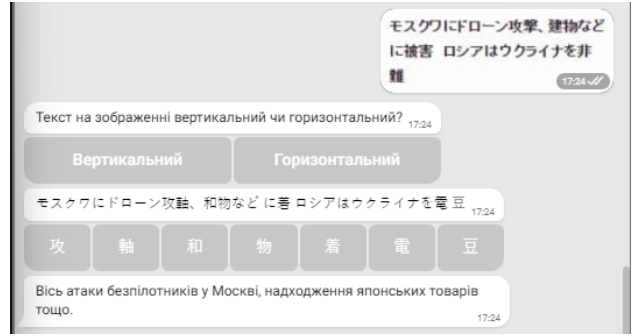 モスクワにドローン攻撃、建物など
に被害 ロシアはウクライナを非
難
17:24
Текст на зображенні вертикальний чи горизонтальний? 17:24
Вертикальний Горизонтальний
モスクワにドローン攻軸、和物など に着 ロシアはウクライナを電 豆 17:24
攻 軸 和 物 着 電 豆
Вісь атаки безпілотників у Москві, надходження японських товарів
тощо. 17:24